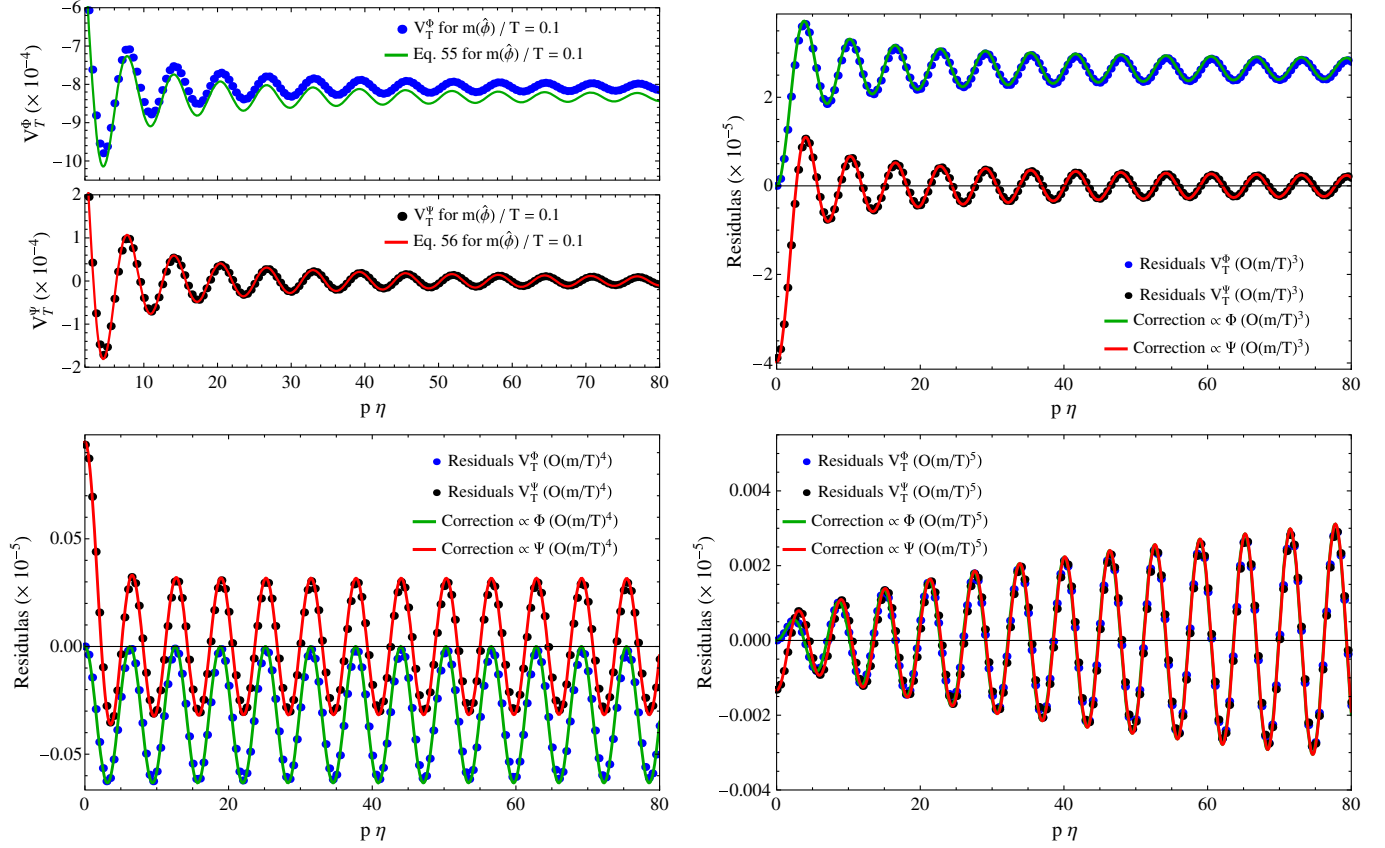 -6
-7
-8
-9
-10
V_T^Φ (× 10^-4)
V_T^Φ for m(ϕ̂) / T = 0.1
Eq. 55 for m(ϕ̂) / T = 0.1
2
1
0
-1
-2
V_T^Ψ (× 10^-4)
V_T^Ψ for m(ϕ̂) / T = 0.1
Eq. 56 for m(ϕ̂) / T = 0.1
10 20 30 40 50 60 70 80
p η
2
0
-2
-4
Residulas (× 10^-5)
Residuals V_T^Φ (O(m/T)^3)
Residuals V_T^Ψ (O(m/T)^3)
Correction ∝ Φ (O(m/T)^3)
Correction ∝ Ψ (O(m/T)^3)
0 20 40 60 80
p η
0.05
0.00
-0.05
Residulas (× 10^-5)
Residuals V_T^Φ (O(m/T)^4)
Residuals V_T^Ψ (O(m/T)^4)
Correction ∝ Φ (O(m/T)^4)
Correction ∝ Ψ (O(m/T)^4)
0 20 40 60 80
p η
0.004
0.002
0.000
-0.002
-0.004
Residulas (× 10^-5)
Residuals V_T^Φ (O(m/T)^5)
Residuals V_T^Ψ (O(m/T)^5)
Correction ∝ Φ (O(m/T)^5)
Correction ∝ Ψ (O(m/T)^5)
0 20 40 60 80
p η